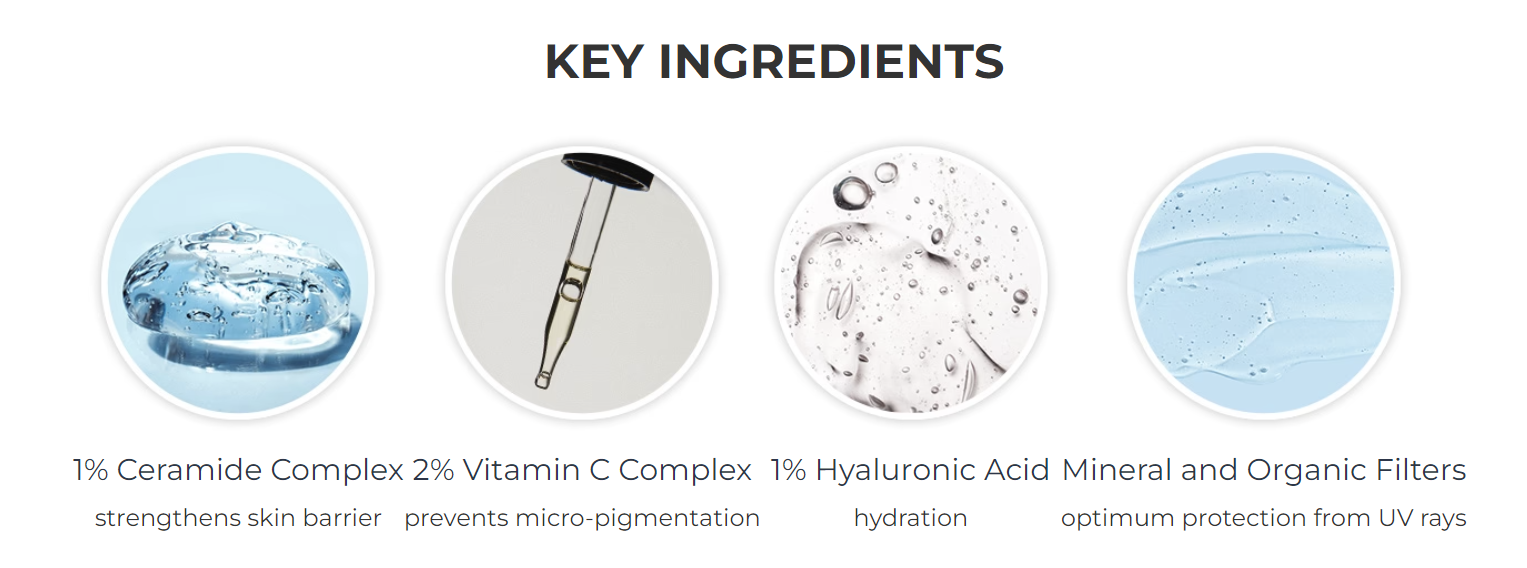 KEY INGREDIENTS
1% Ceramide Complex
strengthens skin barrier
2% Vitamin C Complex
prevents micro-pigmentation
1% Hyaluronic Acid
hydration
Mineral and Organic Filters
optimum protection from UV rays